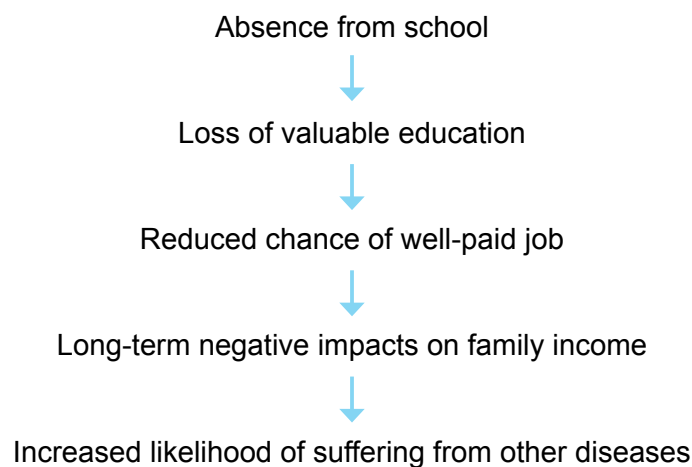 Absence from school
Loss of valuable education
Reduced chance of well-paid job
Long-term negative impacts on family income
Increased likelihood of suffering from other diseases